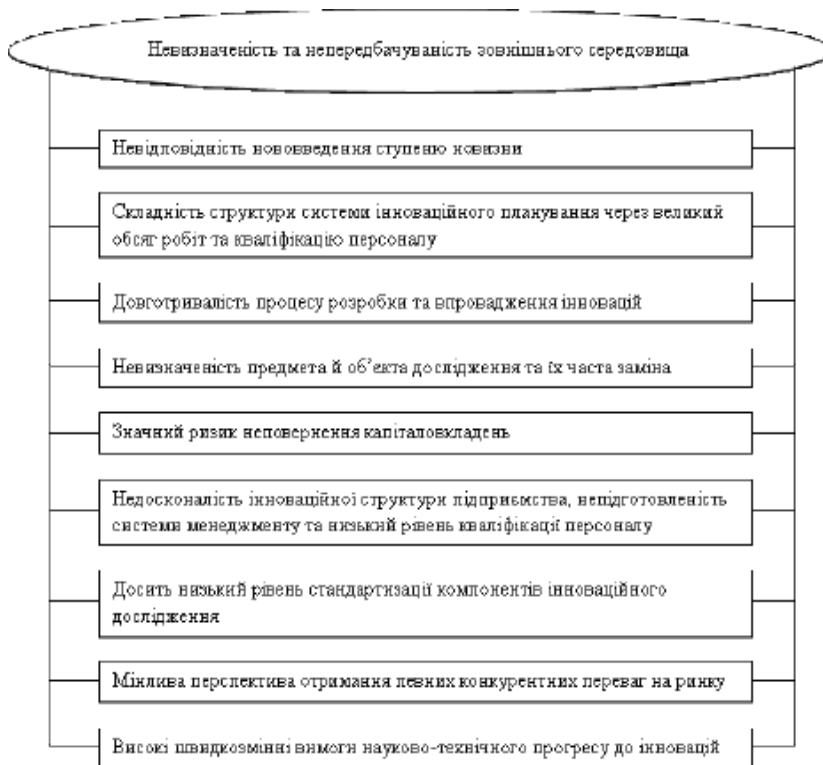 Невизначеність та непередбачуваність зовнішнього середовища
Невідповідність нововведення ступеню новизни
Складність структури системи інноваційного планування через великий
обсяг робіт та кваліфікацію персоналу
Довготривалість процесу розробки та впровадження інновацій
Невизначеність предмета й об’єкта дослідження та їх часта заміна
Значний ризик неповернення капіталовкладень
Недосконалість інноваційної структури підприємства, непідготовленість
системи менеджменту та низький рівень кваліфікації персоналу
Досить низький рівень стандартизації компонентів інноваційного
дослідження
Мінлива перспектива отримання певних конкурентних переваг на ринку
Високі швидкозмінні вимоги науково-технічного прогресу до інновацій